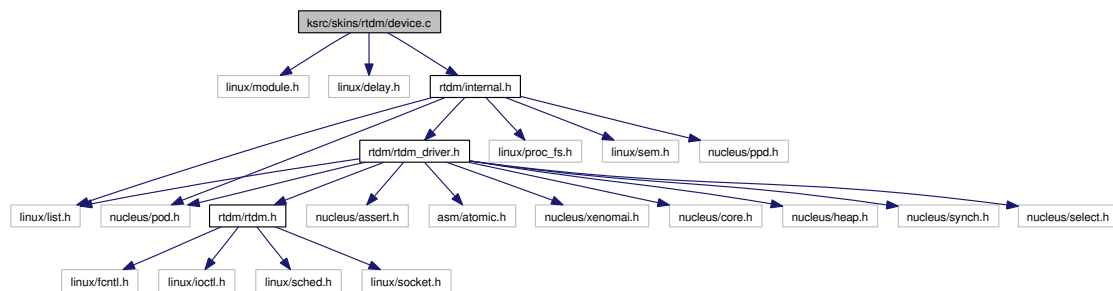 ksrc/skins/rtdm/device.c
linux/module.h linux/delay.h rtdm/internal.h
rtdm/rtdm_driver.h linux/proc_fs.h linux/sem.h nucleus/ppd.h
linux/list.h nucleus/pod.h rtdm/rtdm.h nucleus/assert.h asm/atomic.h nucleus/xenomai.h nucleus/core.h nucleus/heap.h nucleus/synch.h nucleus/select.h
linux/fcntl.h linux/ioctl.h linux/sched.h linux/socket.h